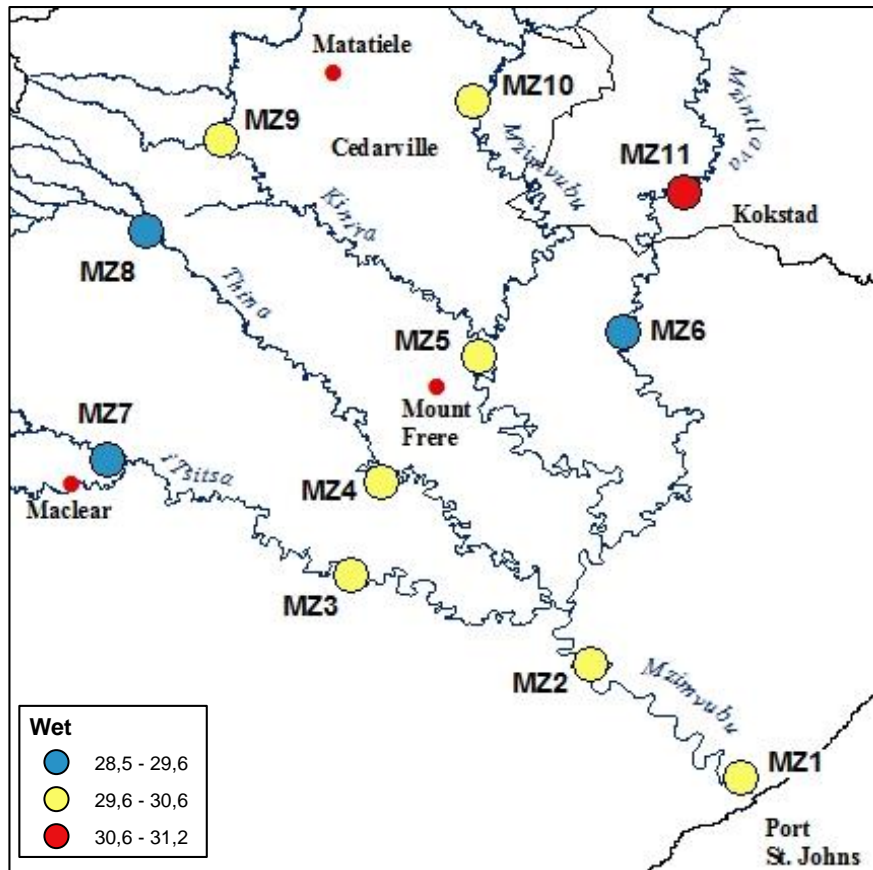 Matatiele
MZ10
MZ9
Cedarville
Mzimvubu
Mzintlava
MZ11
Kinira
Kokstad
MZ8
Thina
MZ5
MZ6
Mount
Frere
MZ7
iTsitsa
MZ4
Maclear
MZ3
MZ2
Mzimvubu
MZ1
Port
St. Johns
Wet
28,5 - 29,6
29,6 - 30,6
30,6 - 31,2